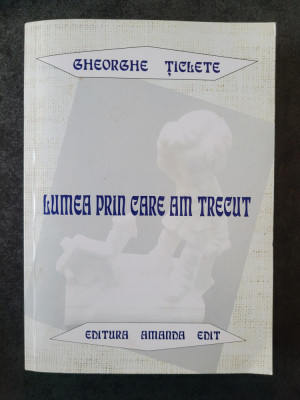 GHEORGHE ȚICLETE
LUMEA PRIN CARE AM TRECUT
EDITURA AMANDA EDIT